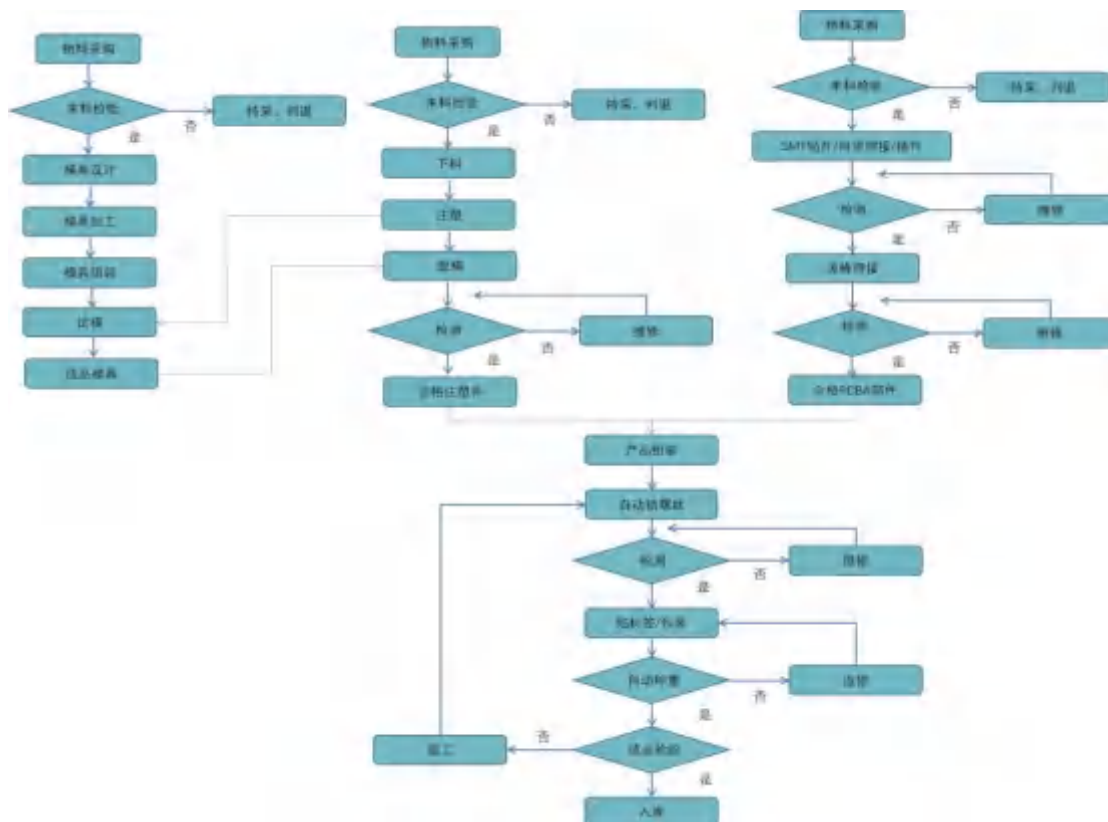 物料采购
来料检验
是
否
特采、判退
模具设计
模具加工
模具组装
试模
成品模具
物料采购
来料检验
是
否
特采、判退
下料
注塑
检测
是
否
维修
合格注塑件
物料采购
来料检验
是
否
特采、判退
SMT贴片/回流焊接/插件
检测
是
否
维修
波峰焊接
检测
是
否
维修
合格PCBA部件
产品组装
自动锁螺丝
检测
是
否
维修
贴标签/包装
自动称重
是
否
返修
成品检验
是
否
返工
入库